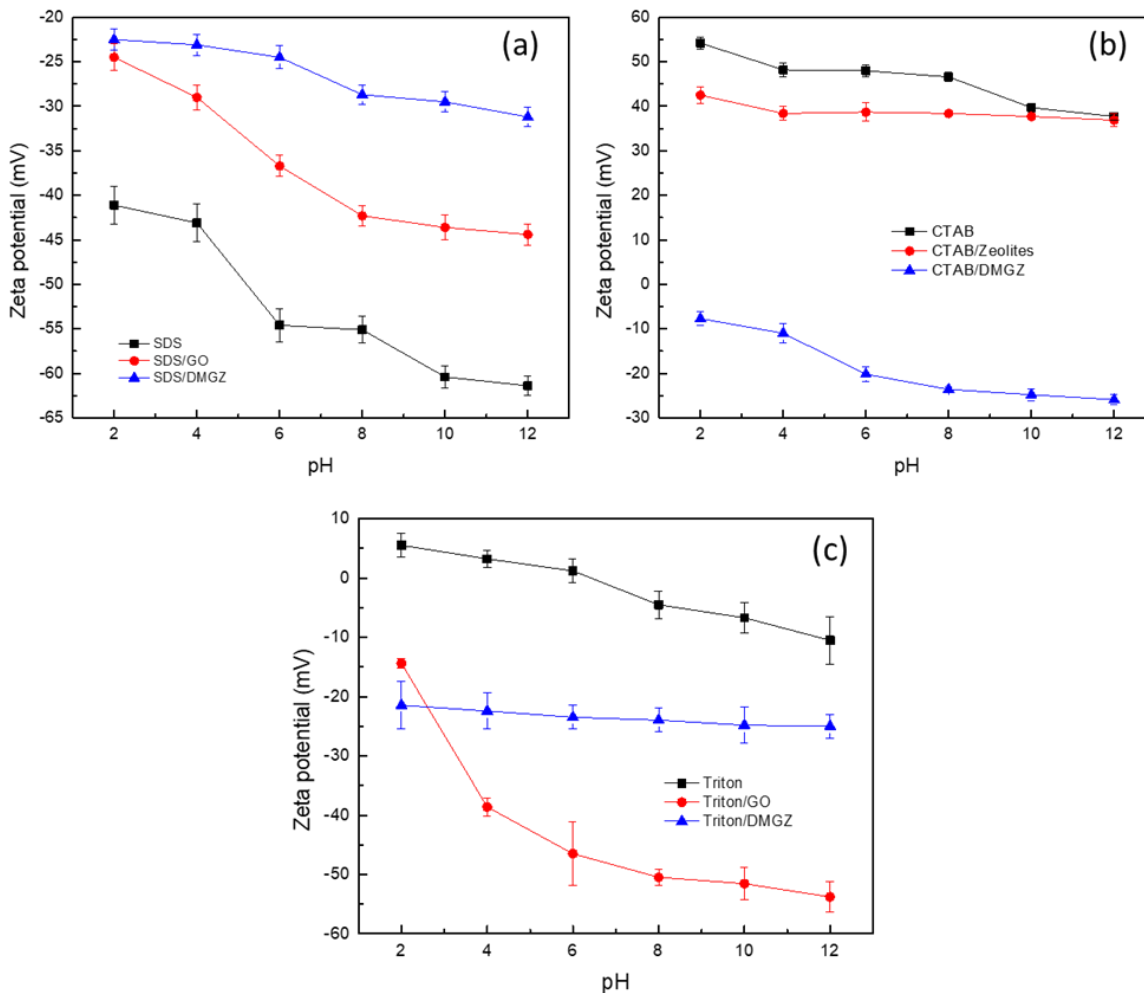 (a)
Zeta potential (mV)
-20
-25
-30
-35
-40
-45
-50
-55
-60
-65
SDS
SDS/GO
SDS/DMGZ
2 4 6 8 10 12
pH
(b)
Zeta potential (mV)
60
50
40
30
20
10
0
-10
-20
-30
CTAB
CTAB/Zeolites
CTAB/DMGZ
2 4 6 8 10 12
pH
(c)
Zeta potential (mV)
10
0
-10
-20
-30
-40
-50
-60
Triton
Triton/GO
Triton/DMGZ
2 4 6 8 10 12
pH